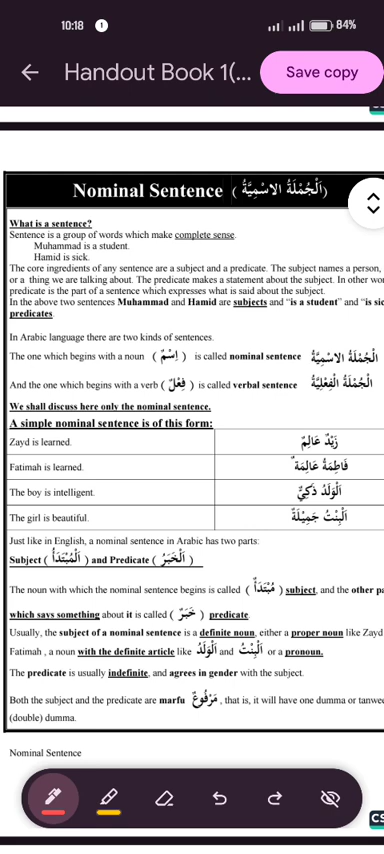 10:18
1
84%
Handout Book 1(...
Save copy
Nominal Sentence ( اَلْجُمْلَةُ الاسْمِيَّةُ)
What is a sentence?
Sentence is a group of words which make complete sense.
Muhammad is a student.
Hamid is sick.
The core ingredients of any sentence are a subject and a predicate. The subject names a person,
or a thing we are talking about. The predicate makes a statement about the subject. In other wo
predicate is the part of a sentence which expresses what is said about the subject.
In the above two sentences Muhammad and Hamid are subjects and "is a student" and "is sic
predicates.
In Arabic language there are two kinds of sentences.
The one which begins with a noun ( إِسْمٌ ) is called nominal sentence اَلْجُمْلَةُ الاسْمِيَّةُ
And the one which begins with a verb ( فِعْلٌ ) is called verbal sentence اَلْجُمْلَةُ الْفِعْلِيَّةُ
We shall discuss here only the nominal sentence.
A simple nominal sentence is of this form:
Zayd is learned. زَيْدٌ عَالِمٌ
Fatimah is learned. فَاطِمَةُ عَالِمَةٌ
The boy is intelligent. اَلْوَلَدُ ذَكِيٌّ
The girl is beautiful. اَلْبِنْتُ جَمِيْلَةٌ
Just like in English, a nominal sentence in Arabic has two parts:
Subject ( اَلْمُبْتَدَأُ ) and Predicate ( اَلْخَبَرُ )
The noun with which the nominal sentence begins is called ( مُبْتَدَأٌ ) subject, and the other pa
which says something about it is called ( خَبَرٌ ) predicate.
Usually, the subject of a nominal sentence is a definite noun, either a proper noun like Zayd
Fatimah , a noun with the definite article like اَلْوَلَدُ and اَلْبِنْتُ or a pronoun.
The predicate is usually indefinite, and agrees in gender with the subject.
Both the subject and the predicate are marfu مَرْفُوعٌ , that is, it will have one dumma or tanwe
(double) dumma.
Nominal Sentence
CS